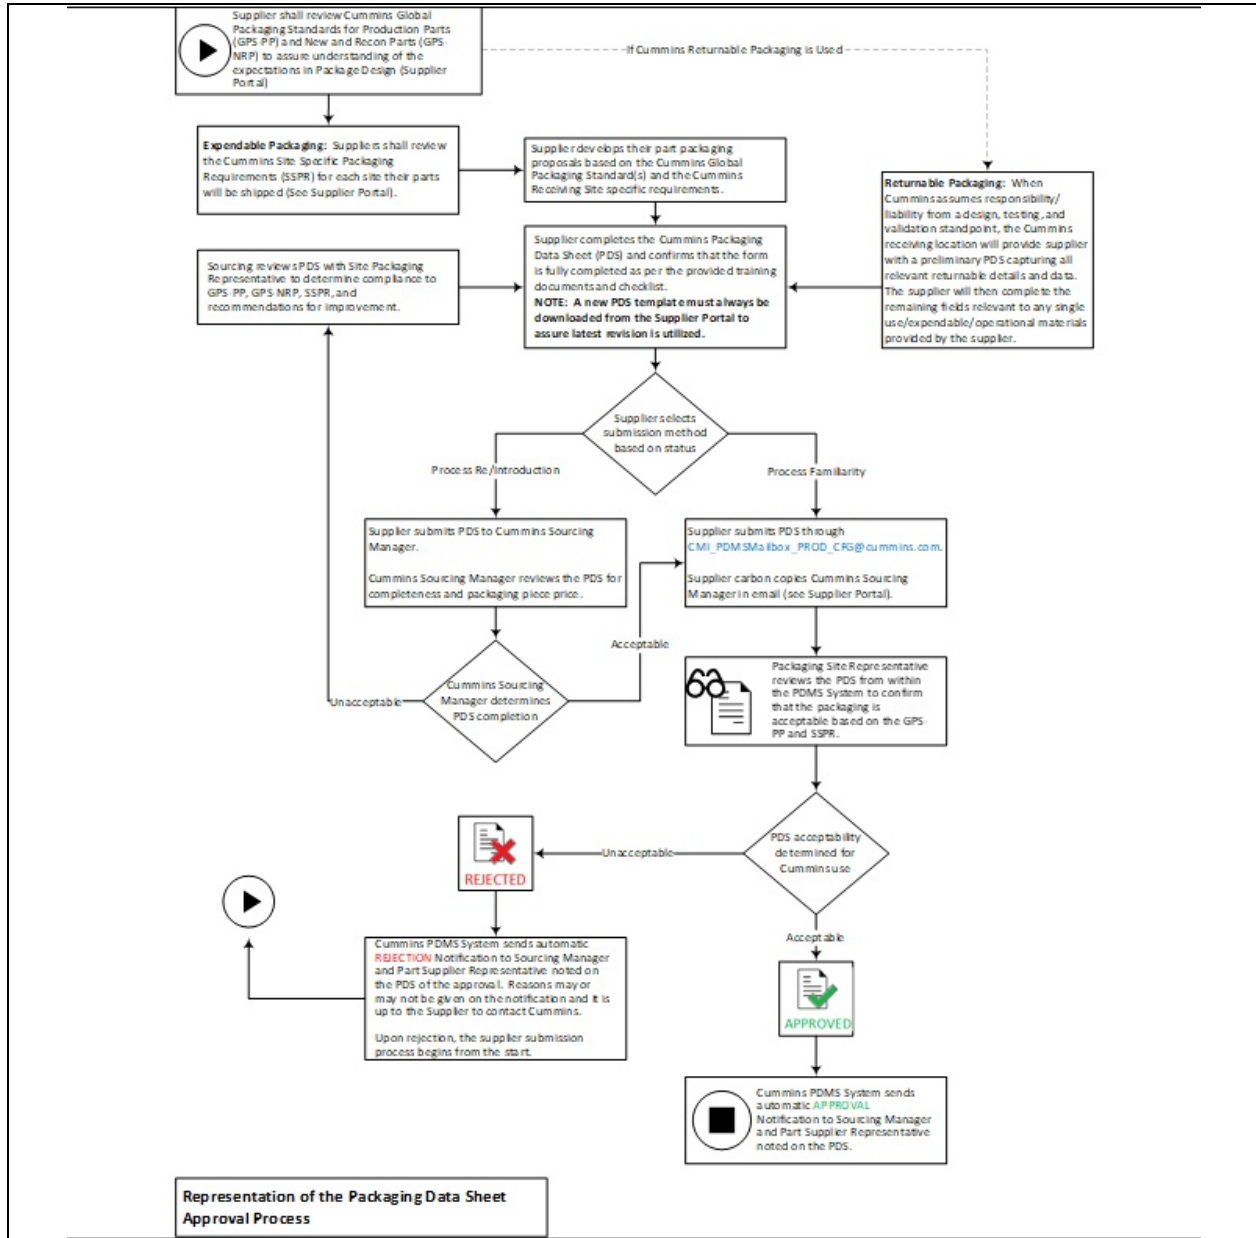 Supplier shall review Cummins Global
Packaging Standards for Production Parts
(GPS-PP) and New and Recon Parts (GPS-
NRP) to assure understanding of the
expectations in Package Design (Supplier
Portal)
If Cummins Returnable Packaging is Used
Expendable Packaging: Suppliers shall review
the Cummins Site Specific Packaging
Requirements (SSPR) for each site their parts
will be shipped (See Supplier Portal).
Supplier develops their part packaging
proposals based on the Cummins Global
Packaging Standard(s) and the Cummins
Receiving Site specific requirements.
Returnable Packaging: When
Cummins assumes responsibility/
liability from a design, testing, and
validation standpoint, the Cummins
receiving location will provide supplier
with a preliminary PDS capturing all
relevant returnable details and data.
The supplier will then complete the
remaining fields relevant to any single
use/expendable/operational materials
provided by the supplier.
Supplier completes the Cummins Packaging
Data Sheet (PDS) and confirms that the form
is fully completed as per the provided training
documents and checklist.
NOTE: A new PDS template must always be
downloaded from the Supplier Portal to
assure latest revision is utilized.
Sourcing reviews PDS with Site Packaging
Representative to determine compliance to
GPS-PP, GPS-NRP, SSPR, and
recommendations for improvement.
Supplier selects
submission method
based on status
Process Re/Introduction
Process Familiarity
Supplier submits PDS to Cummins Sourcing
Manager.
Cummins Sourcing Manager reviews the PDS for
completeness and packaging piece price.
Supplier submits PDS through
CMI_PDMSMailbox_PROD_CFG@cummins.com.
Supplier carbon copies Cummins Sourcing
Manager in email (see Supplier Portal).
Acceptable
Unacceptable
Cummins Sourcing
Manager determines
PDS completion
Packaging Site Representative
reviews the PDS from within
the PDMS System to confirm
that the packaging is
acceptable based on the GPS-
PP and SSPR.
PDS acceptability
determined for
Cummins use
Unacceptable
REJECTED
Acceptable
APPROVED
Cummins PDMS System sends automatic
REJECTION Notification to Sourcing Manager
and Part Supplier Representative noted on
the PDS of the approval. Reasons may or
may not be given on the notification and it is
up to the Supplier to contact Cummins.
Upon rejection, the supplier submission
process begins from the start.
Cummins PDMS System sends
automatic APPROVAL
Notification to Sourcing Manager
and Part Supplier Representative
noted on the PDS.
Representation of the Packaging Data Sheet
Approval Process